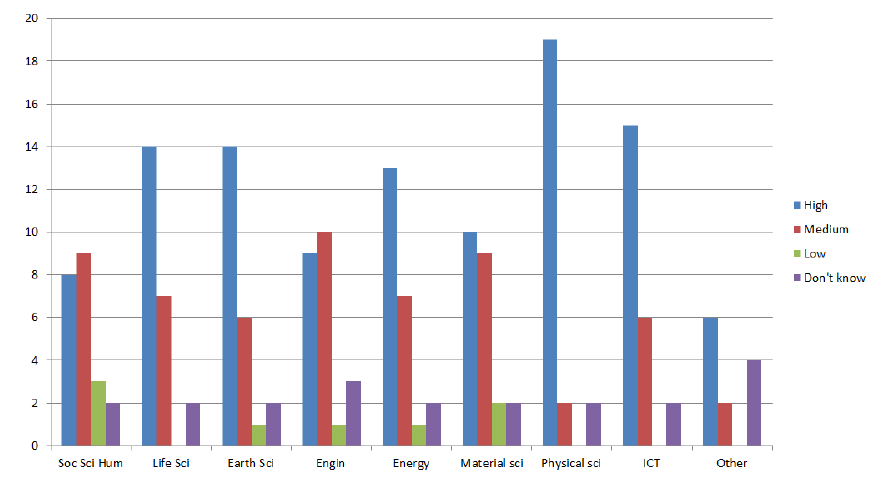 20
18
16
14
12
10
8
6
4
2
0
Soc Sci Hum Life Sci Earth Sci Engin Energy Material sci Physical sci ICT Other
High
Medium
Low
Don't know